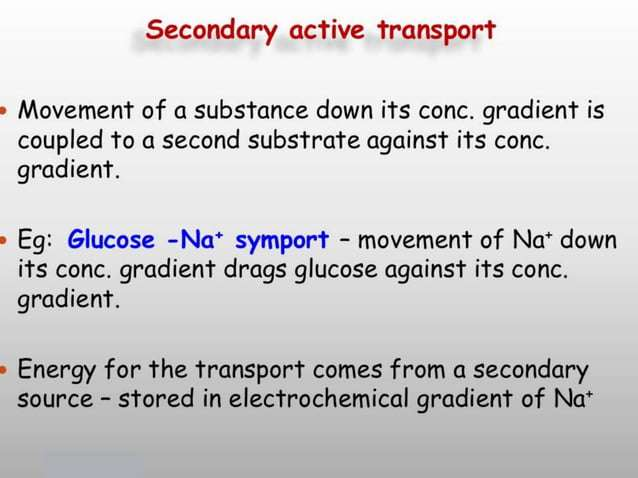 Secondary active transport
• Movement of a substance down its conc. gradient is
coupled to a second substrate against its conc.
gradient.
• Eg: Glucose -Na⁺ symport – movement of Na⁺ down
its conc. gradient drags glucose against its conc.
gradient.
• Energy for the transport comes from a secondary
source – stored in electrochemical gradient of Na⁺